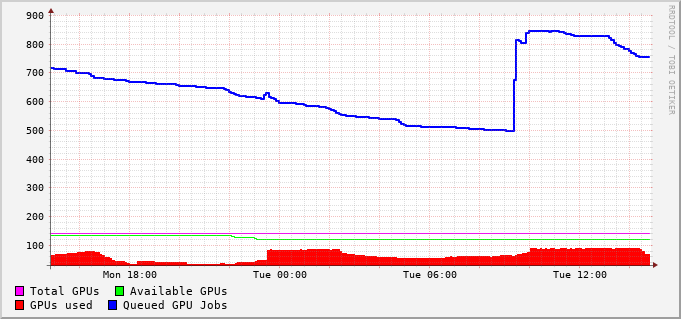 900
800
700
600
500
400
300
200
100
Mon 18:00 Tue 00:00 Tue 06:00 Tue 12:00
Total GPUs Available GPUs
GPUs used Queued GPU Jobs
RRDTOOL / TOBI OETIKER